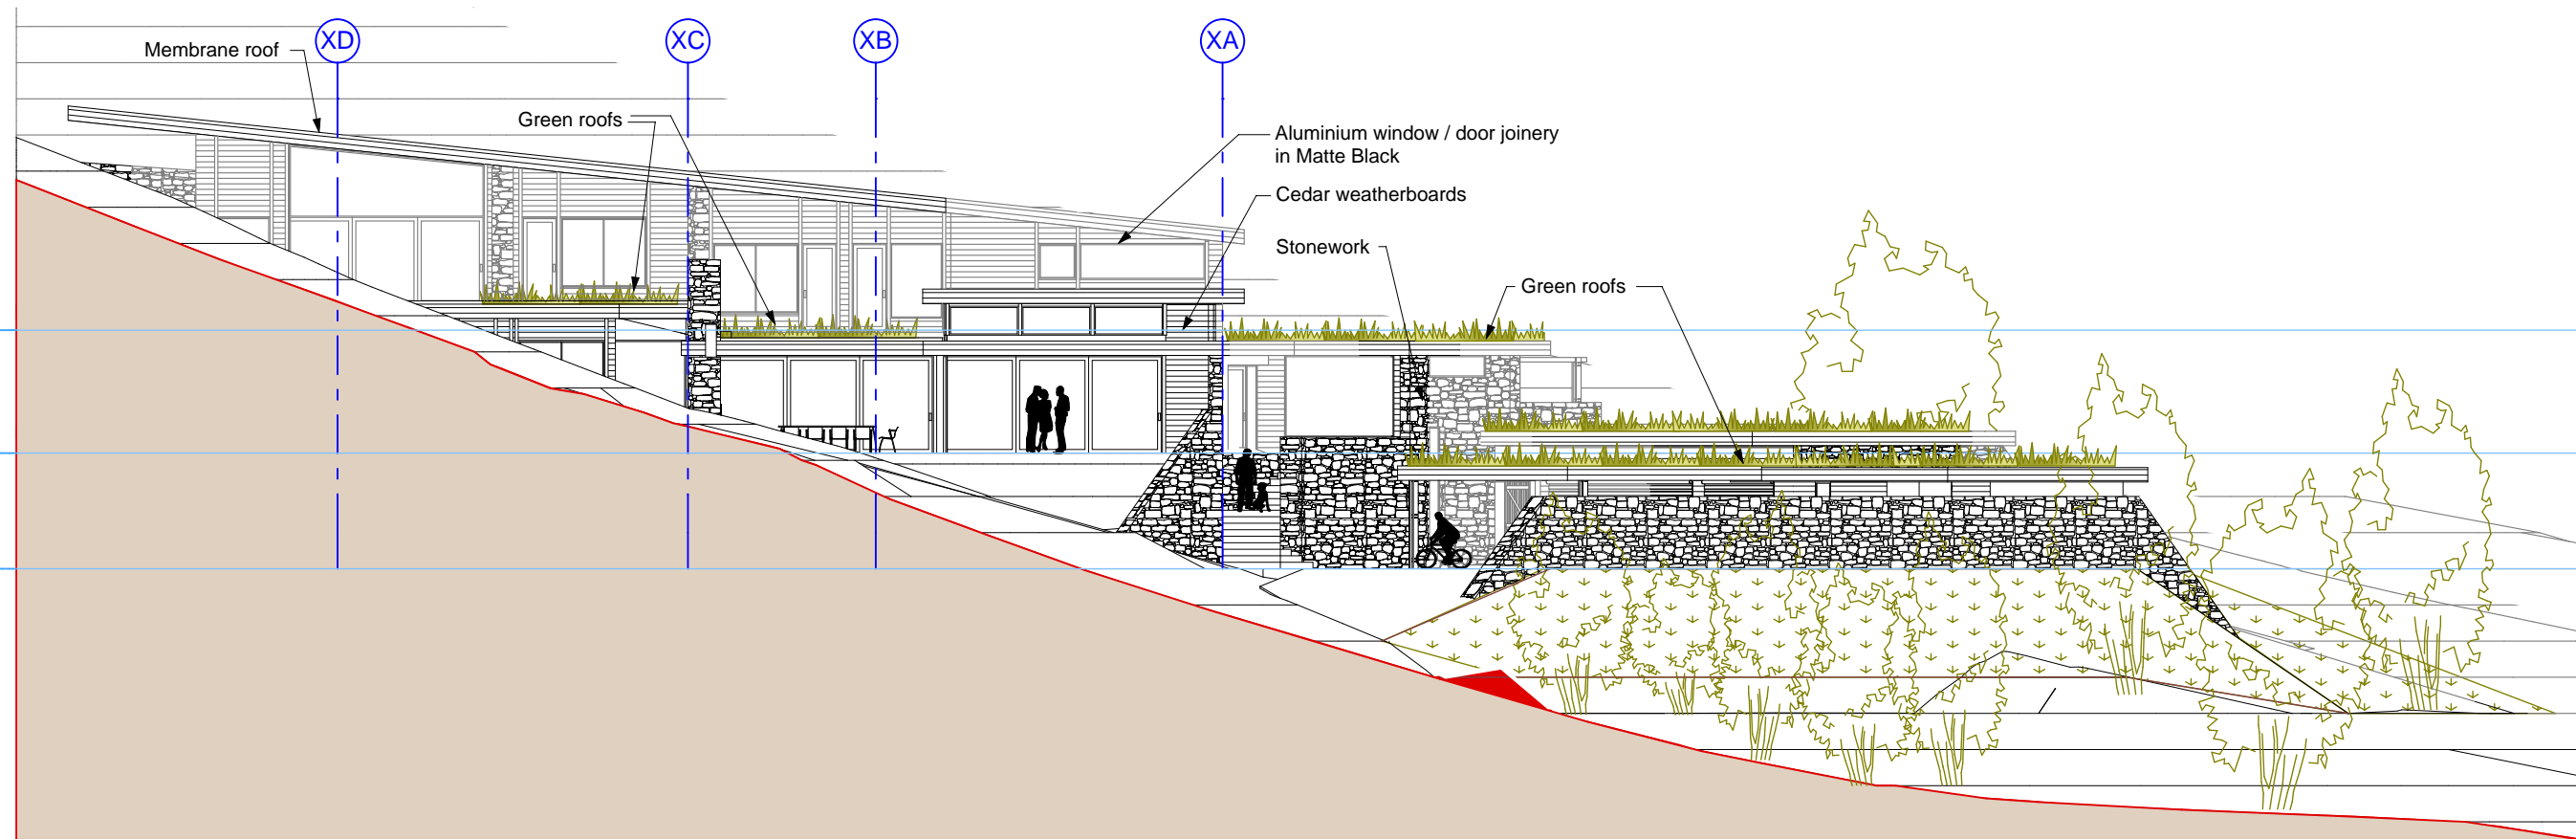 XD
XC
XB
XA
Membrane roof
Green roofs
Aluminium window / door joinery
in Matte Black
Cedar weatherboards
Stonework
Green roofs